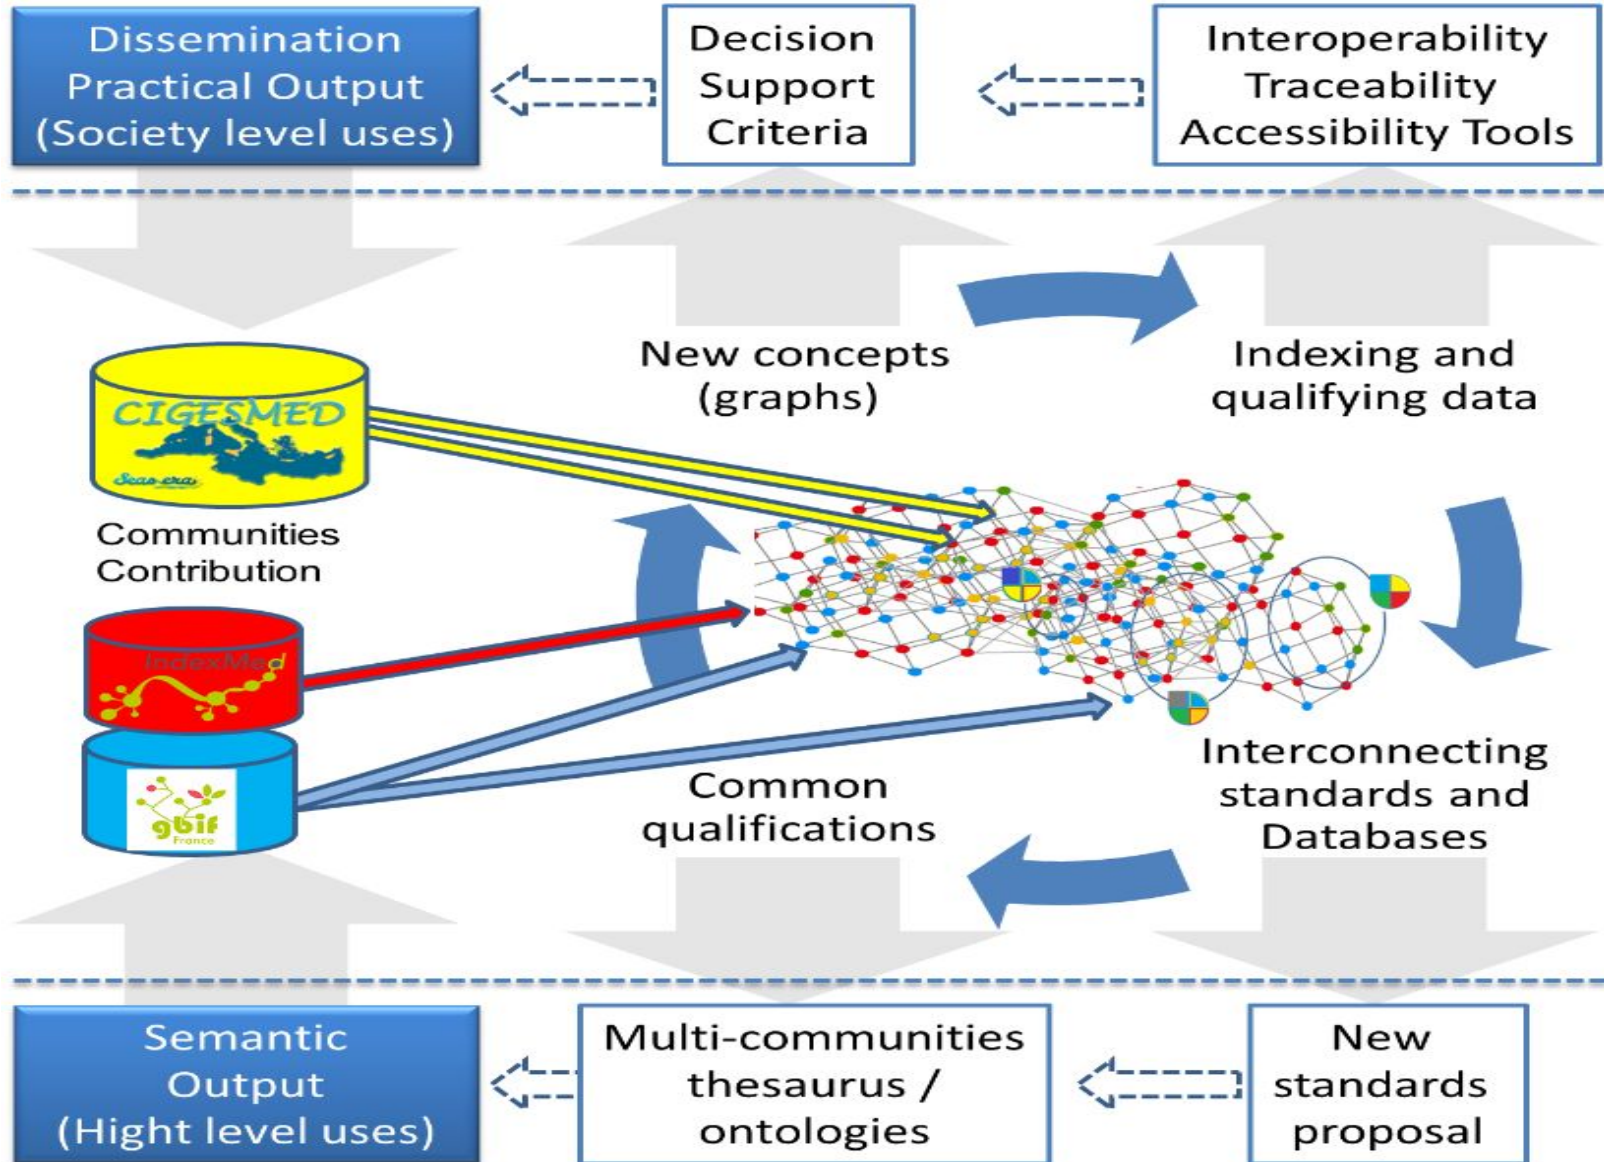 Dissemination
Practical Output
(Society level uses)
Decision
Support
Criteria
Interoperability
Traceability
Accessibility Tools
New concepts
(graphs)
Indexing and
qualifying data
CIGESMED
Seas-era
Communities
Contribution
IndexMed
gbif
France
Common
qualifications
Interconnecting
standards and
Databases
Semantic
Output
(Hight level uses)
Multi-communities
thesaurus /
ontologies
New
standards
proposal